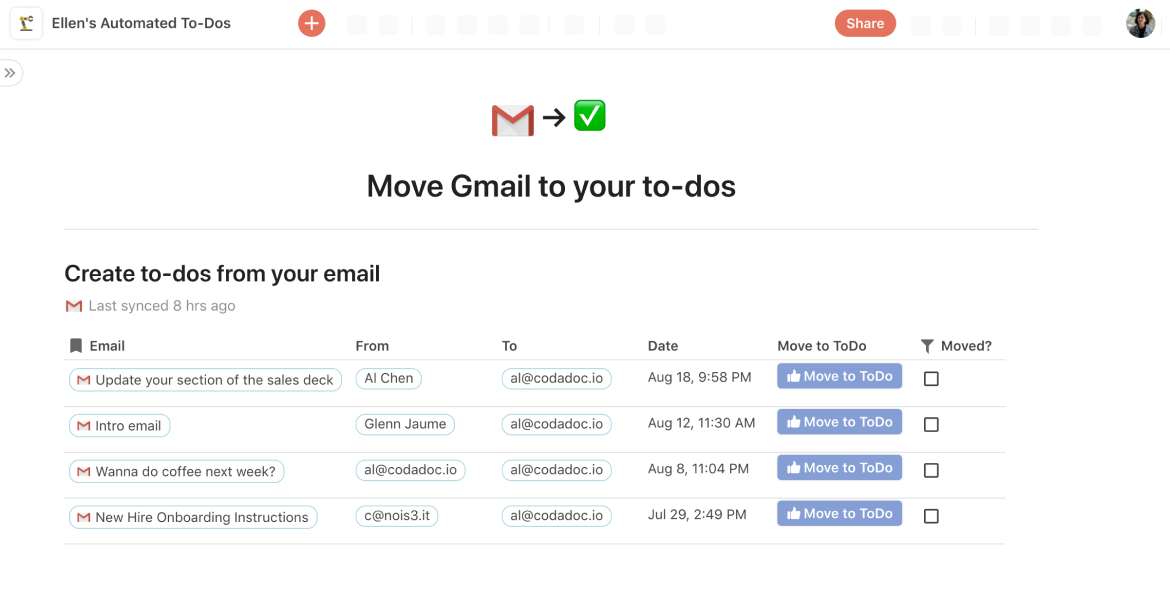 Ellen's Automated To-Dos
Share
Move Gmail to your to-dos
Create to-dos from your email
Last synced 8 hrs ago
Email From To Date Move to ToDo Moved?
Update your section of the sales deck Al Chen al@codadoc.io Aug 18, 9:58 PM Move to ToDo
Intro email Glenn Jaume al@codadoc.io Aug 12, 11:30 AM Move to ToDo
Wanna do coffee next week? al@codadoc.io al@codadoc.io Aug 8, 11:04 PM Move to ToDo
New Hire Onboarding Instructions c@nois3.it al@codadoc.io Jul 29, 2:49 PM Move to ToDo